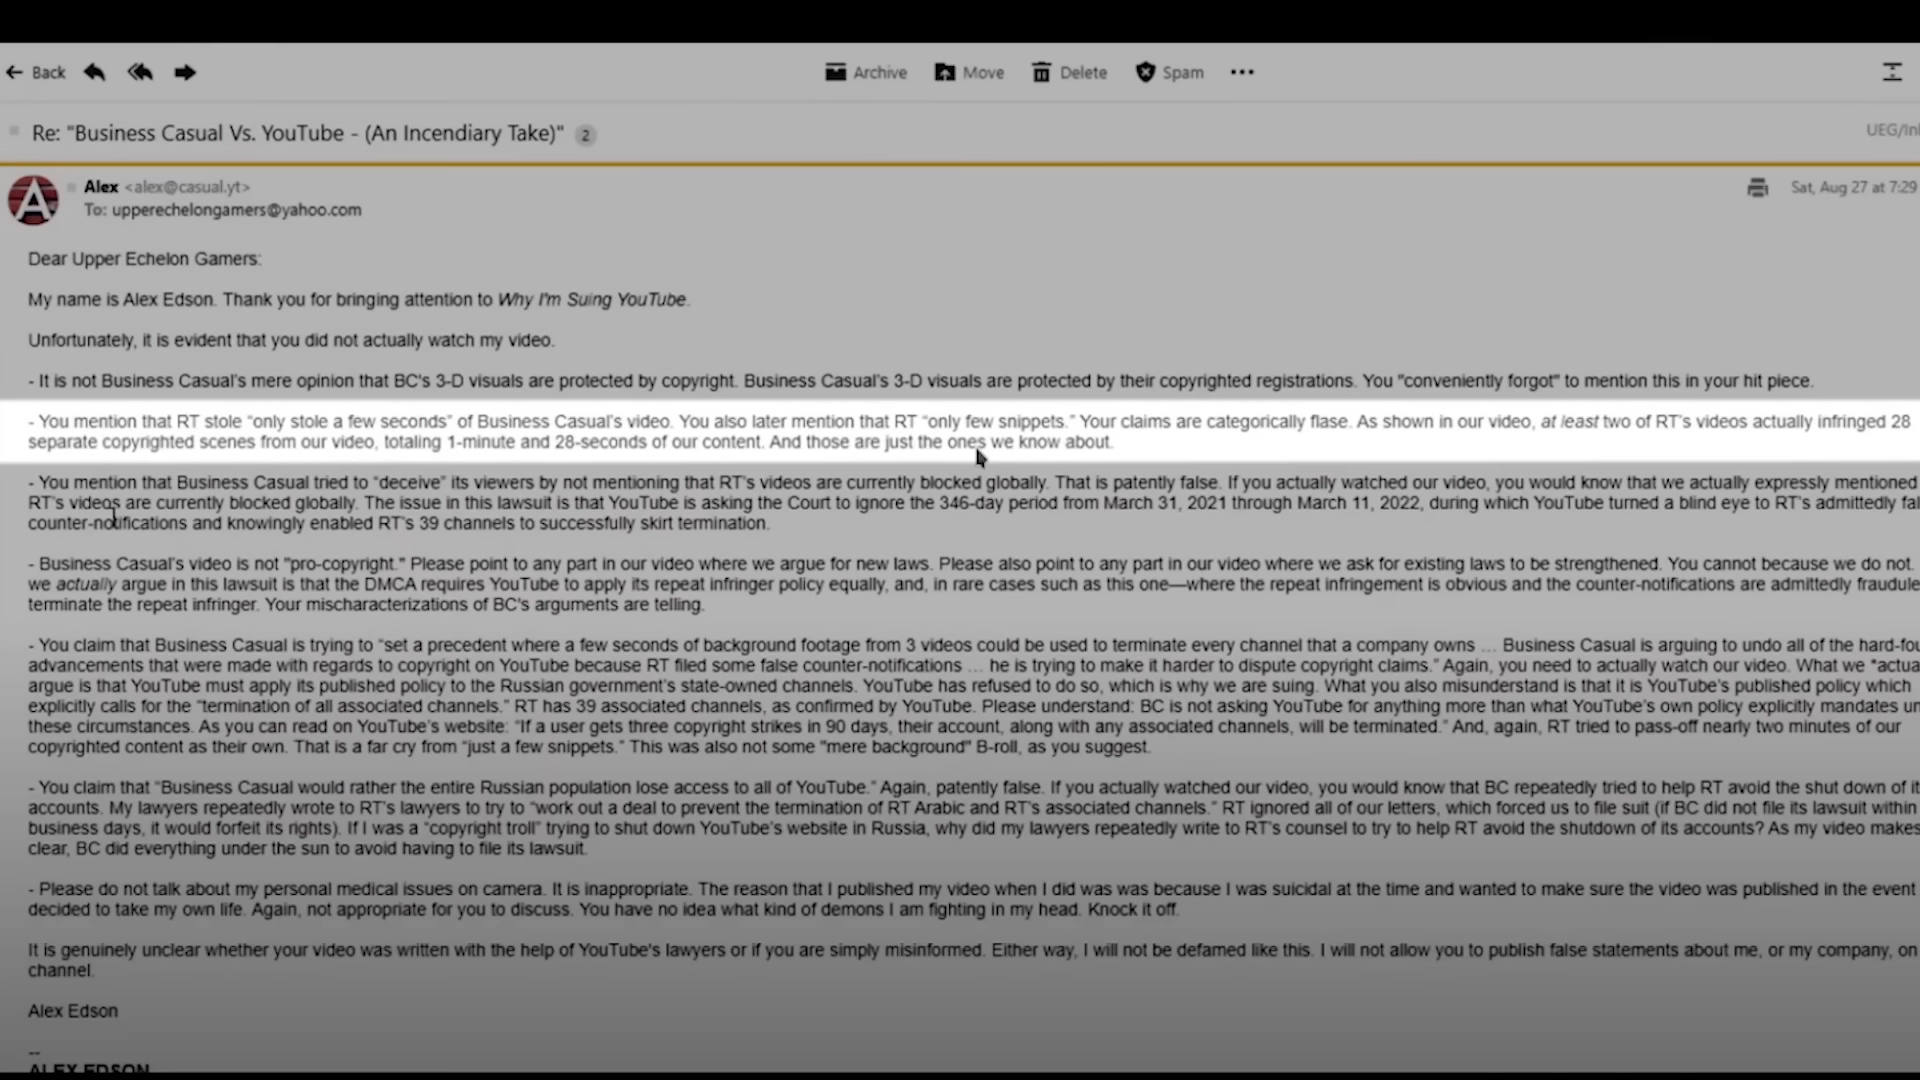 Back
Archive
Move
Delete
Spam
Re: "Business Casual Vs. YouTube - (An Incendiary Take)" 2
UEG/In
Alex <alex@casual.yt>
Sat, Aug 27 at 7:29
To: upperechelongamers@yahoo.com
Dear Upper Echelon Gamers:
My name is Alex Edson. Thank you for bringing attention to Why I'm Suing YouTube.
Unfortunately, it is evident that you did not actually watch my video.
- It is not Business Casual's mere opinion that BC's 3-D visuals are protected by copyright. Business Casual's 3-D visuals are protected by their copyrighted registrations. You "conveniently forgot" to mention this in your hit piece.
- You mention that RT stole “only stole a few seconds” of Business Casual's video. You also later mention that RT “only few snippets.” Your claims are categorically flase. As shown in our video, at least two of RT's videos actually infringed 28
separate copyrighted scenes from our video, totaling 1-minute and 28-seconds of our content. And those are just the ones we know about.
- You mention that Business Casual tried to “deceive” its viewers by not mentioning that RT's videos are currently blocked globally. That is patently false. If you actually watched our video, you would know that we actually expressly mentioned
RT's videos are currently blocked globally. The issue in this lawsuit is that YouTube is asking the Court to ignore the 346-day period from March 31, 2021 through March 11, 2022, during which YouTube turned a blind eye to RT's admittedly fal
counter-notifications and knowingly enabled RT's 39 channels to successfully skirt termination.
- Business Casual's video is not "pro-copyright." Please point to any part in our video where we argue for new laws. Please also point to any part in our video where we ask for existing laws to be strengthened. You cannot because we do not.
we actually argue in this lawsuit is that the DMCA requires YouTube to apply its repeat infringer policy equally, and, in rare cases such as this one—where the repeat infringement is obvious and the counter-notifications are admittedly fraudule
terminate the repeat infringer. Your mischaracterizations of BC's arguments are telling.
- You claim that Business Casual is trying to “set a precedent where a few seconds of background footage from 3 videos could be used to terminate every channel that a company owns ... Business Casual is arguing to undo all of the hard-fou
advancements that were made with regards to copyright on YouTube because RT filed some false counter-notifications ... he is trying to make it harder to dispute copyright claims.” Again, you need to actually watch our video. What we *actua
argue is that YouTube must apply its published policy to the Russian government's state-owned channels. YouTube has refused to do so, which is why we are suing. What you also misunderstand is that it is YouTube's published policy which
explicitly calls for the “termination of all associated channels.” RT has 39 associated channels, as confirmed by YouTube. Please understand: BC is not asking YouTube for anything more than what YouTube's own policy explicitly mandates un
these circumstances. As you can read on YouTube's website: “If a user gets three copyright strikes in 90 days, their account, along with any associated channels, will be terminated.” And, again, RT tried to pass-off nearly two minutes of our
copyrighted content as their own. That is a far cry from “just a few snippets.” This was also not some "mere background" B-roll, as you suggest.
- You claim that “Business Casual would rather the entire Russian population lose access to all of YouTube.” Again, patently false. If you actually watched our video, you would know that BC repeatedly tried to help RT avoid the shut down of it
accounts. My lawyers repeatedly wrote to RT's lawyers to try to “work out a deal to prevent the termination of RT Arabic and RT's associated channels.” RT ignored all of our letters, which forced us to file suit (if BC did not file its lawsuit within
business days, it would forfeit its rights). If I was a “copyright troll” trying to shut down YouTube's website in Russia, why did my lawyers repeatedly write to RT's counsel to try to help RT avoid the shutdown of its accounts? As my video makes
clear, BC did everything under the sun to avoid having to file its lawsuit.
- Please do not talk about my personal medical issues on camera. It is inappropriate. The reason that I published my video when I did was was because I was suicidal at the time and wanted to make sure the video was published in the event
decided to take my own life. Again, not appropriate for you to discuss. You have no idea what kind of demons I am fighting in my head. Knock it off.
It is genuinely unclear whether your video was written with the help of YouTube's lawyers or if you are simply misinformed. Either way, I will not be defamed like this. I will not allow you to publish false statements about me, or my company, on
channel.
Alex Edson
--
ALEX EDSON